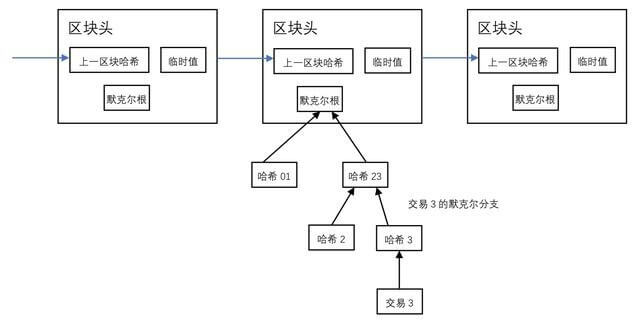 区块头
区块头
区块头
上一区块哈希
临时值
上一区块哈希
临时值
上一区块哈希
临时值
默克尔根
默克尔根
默克尔根
哈希 01
哈希 23
交易 3 的默克尔分支
哈希 2
哈希 3
交易 3